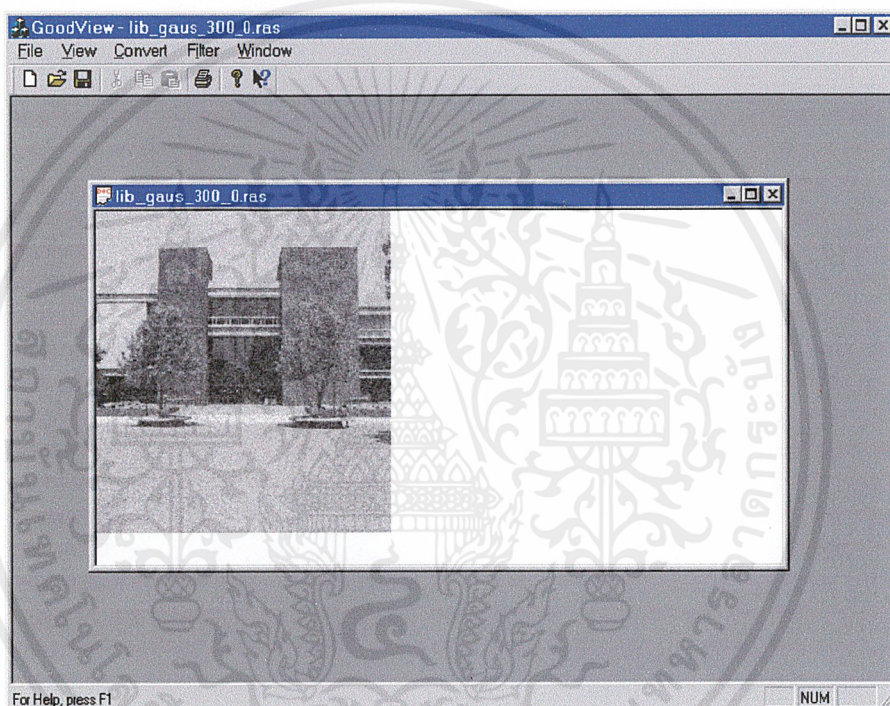 GoodView - lib_gaus_300_0.ras
File View Convert Filter Window
lib_gaus_300_0.ras
For Help, press F1
NUM